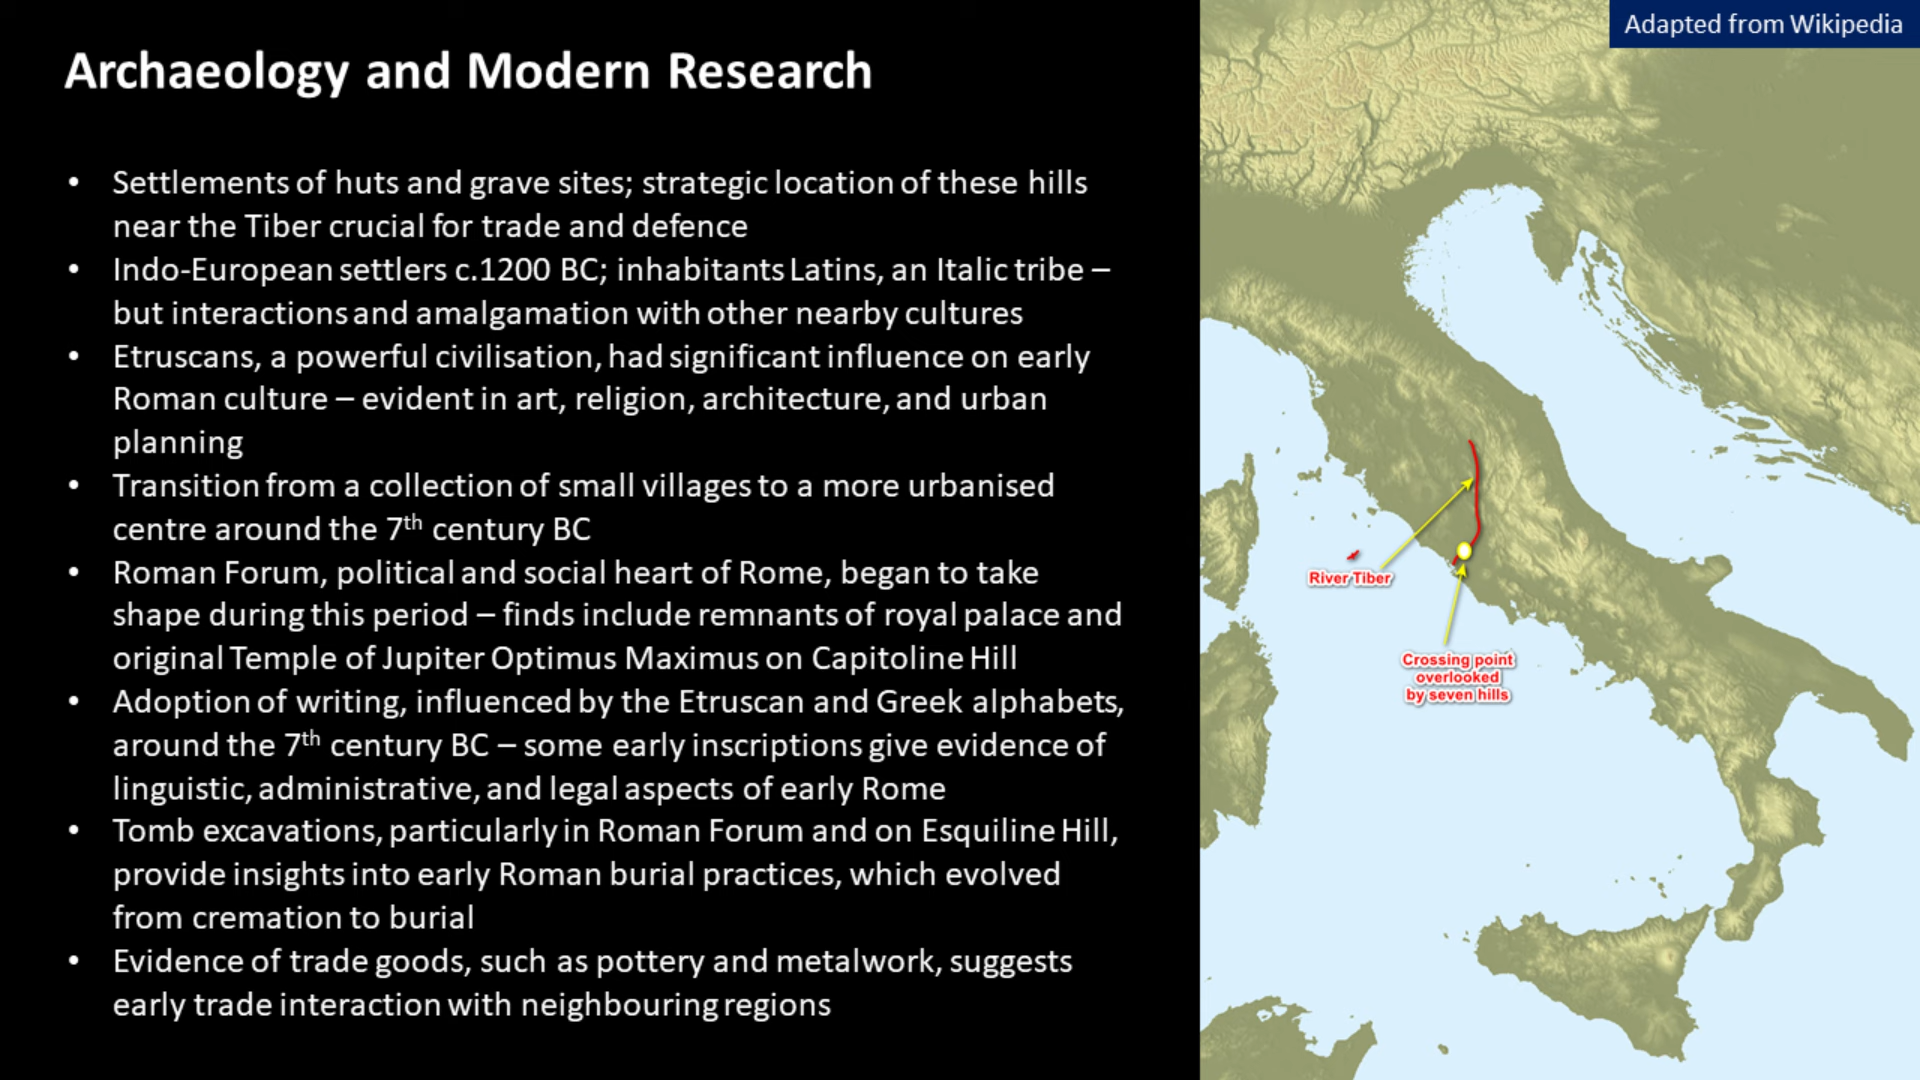 Adapted from Wikipedia
Archaeology and Modern Research
• Settlements of huts and grave sites; strategic location of these hills
near the Tiber crucial for trade and defence
• Indo-European settlers c.1200 BC; inhabitants Latins, an Italic tribe –
but interactions and amalgamation with other nearby cultures
• Etruscans, a powerful civilisation, had significant influence on early
Roman culture – evident in art, religion, architecture, and urban
planning
• Transition from a collection of small villages to a more urbanised
centre around the 7th century BC
• Roman Forum, political and social heart of Rome, began to take
shape during this period – finds include remnants of royal palace and
original Temple of Jupiter Optimus Maximus on Capitoline Hill
• Adoption of writing, influenced by the Etruscan and Greek alphabets,
around the 7th century BC – some early inscriptions give evidence of
linguistic, administrative, and legal aspects of early Rome
• Tomb excavations, particularly in Roman Forum and on Esquiline Hill,
provide insights into early Roman burial practices, which evolved
from cremation to burial
• Evidence of trade goods, such as pottery and metalwork, suggests
early trade interaction with neighbouring regions
River Tiber
Crossing point
overlooked
by seven hills